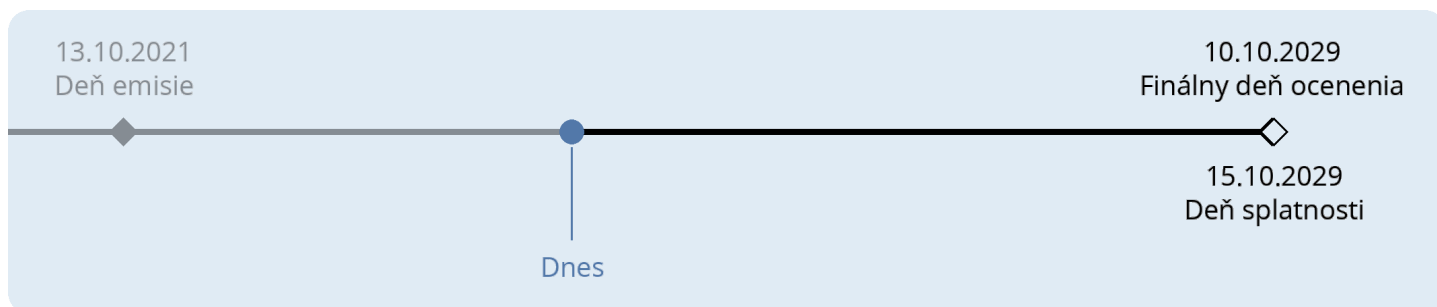 13.10.2021
Deň emisie
10.10.2029
Finálny deň ocenenia
15.10.2029
Deň splatnosti
Dnes